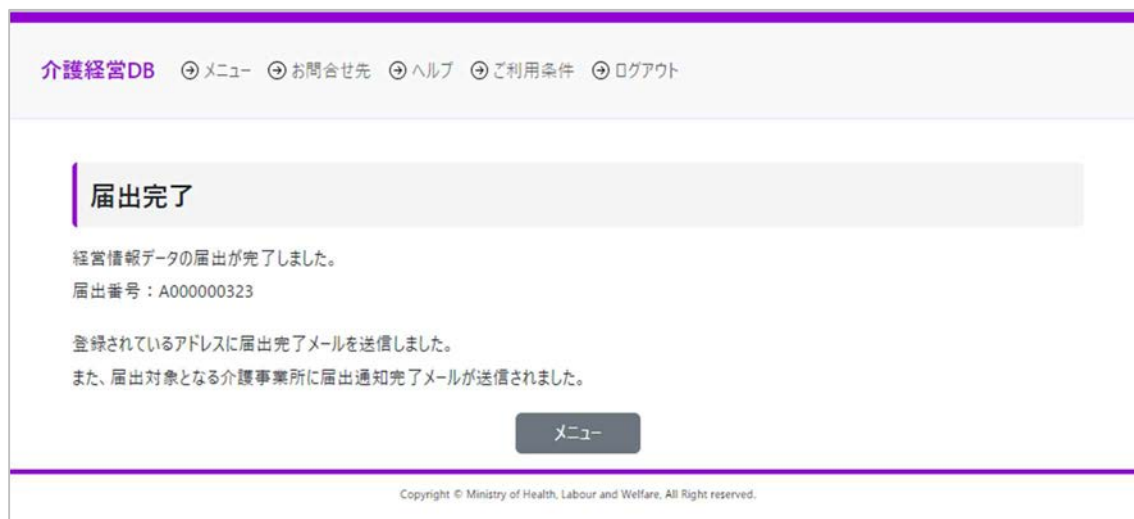 介護経営DB メニュー お問合せ先 ヘルプ ご利用条件 ログアウト
届出完了
経営情報データの届出が完了しました。
届出番号：A000000323
登録されているアドレスに届出完了メールを送信しました。
また、届出対象となる介護事業所に届出通知完了メールが送信されました。
メニュー
Copyright © Ministry of Health, Labour and Welfare, All Right reserved.